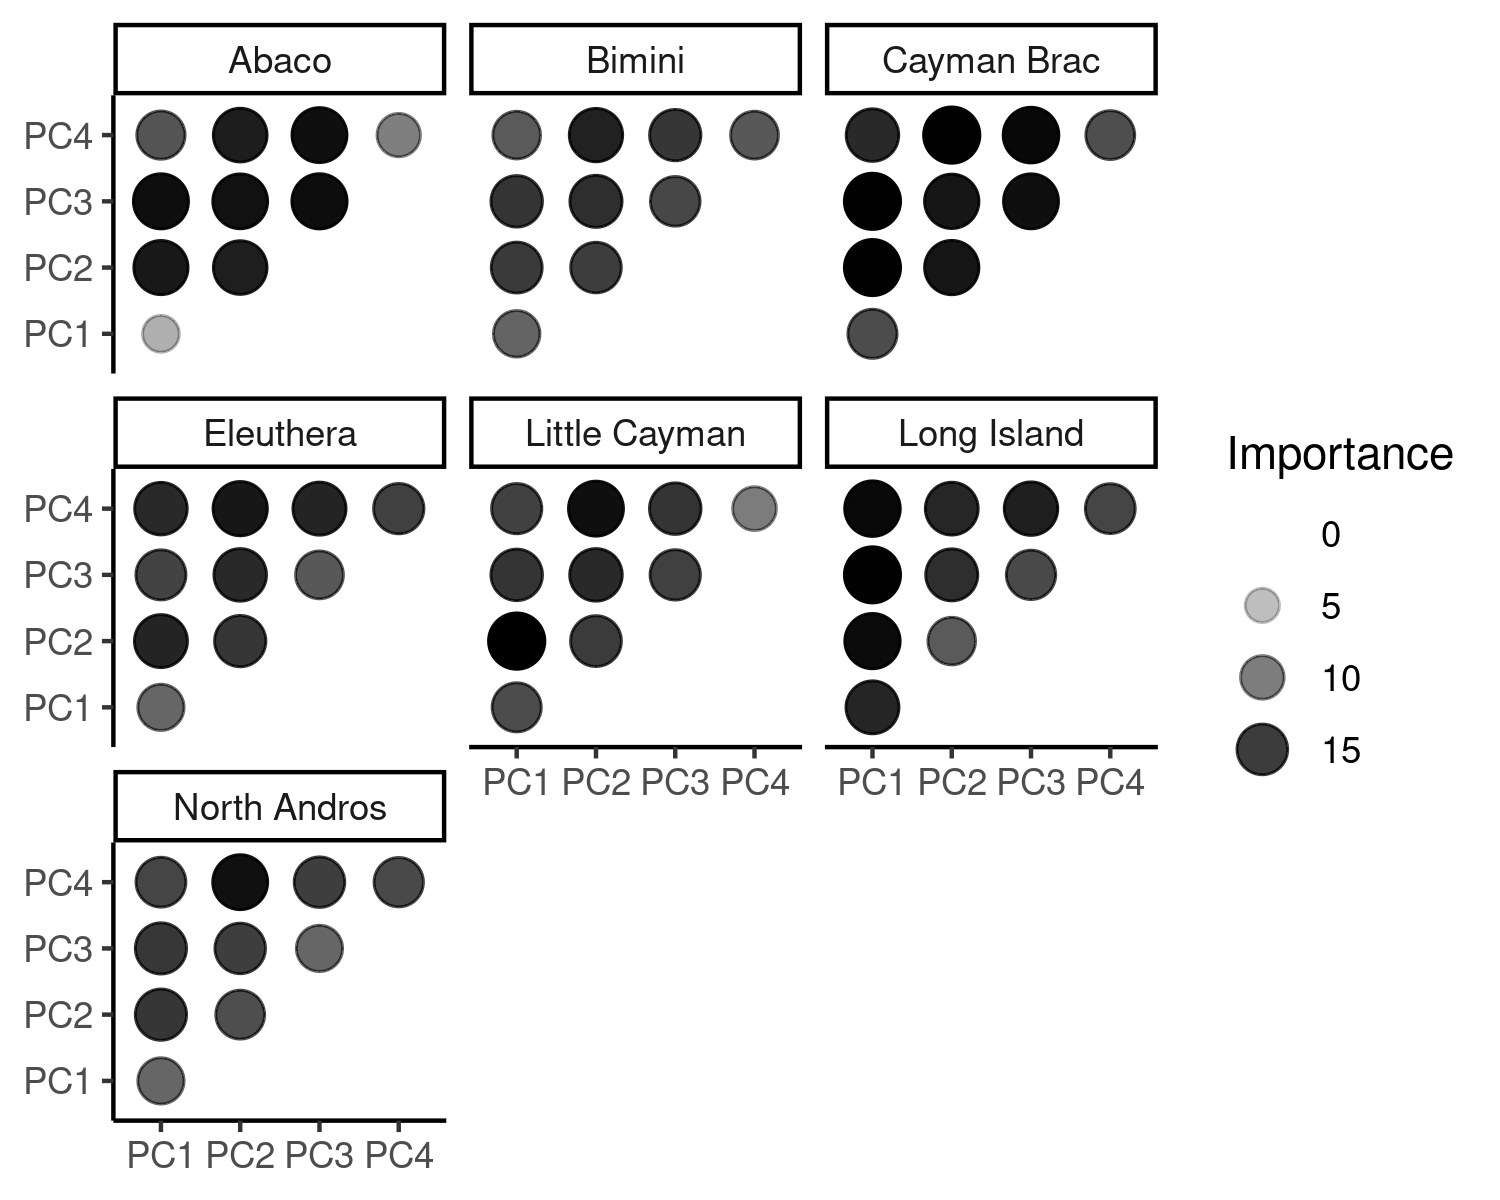 Abaco Bimini Cayman Brac
PC4
PC3
PC2
PC1
Eleuthera Little Cayman Long Island
PC4
PC3
PC2
PC1
PC1 PC2 PC3 PC4 PC1 PC2 PC3 PC4
North Andros
PC4
PC3
PC2
PC1
PC1 PC2 PC3 PC4
Importance
0
5
10
15